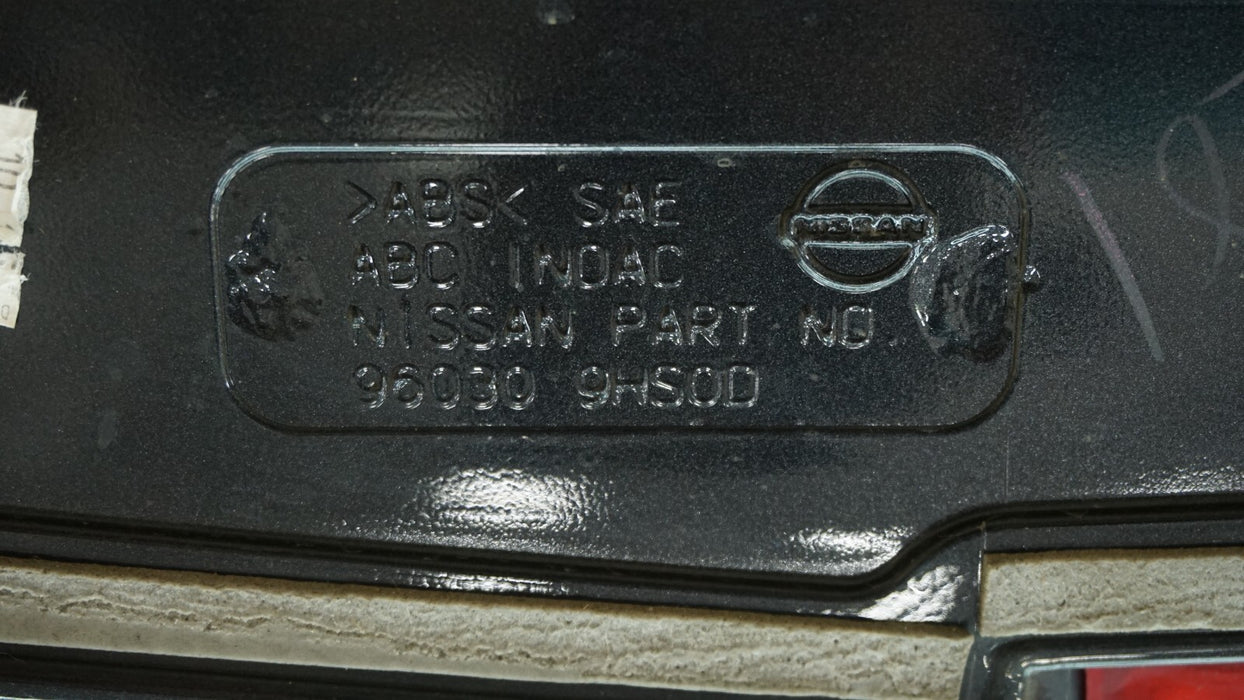 >ABS< SAE
NISSAN
ABC INOAC
NISSAN PART NO.
96030 9HS0D